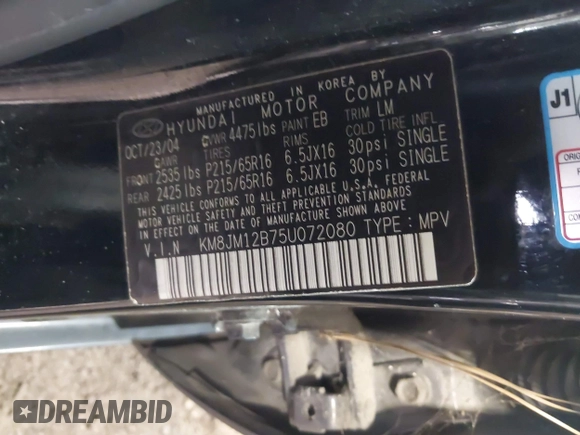 MANUFACTURED IN KOREA BY
HYUNDAI MOTOR COMPANY
OCT/23/04 GVWR 4475lbs PAINT EB TRIM LM
GAWR TIRES RIMS COLD TIRE INFL.
FRONT 2535 lbs P215/65R16 6.5JX16 30psi SINGLE
REAR 2425 lbs P215/65R16 6.5JX16 30psi SINGLE
THIS VEHICLE CONFORMS TO ALL APPLICABLE U.S.A. FEDERAL
MOTOR VEHICLE SAFETY AND THEFT PREVENTION STANDARDS
IN EFFECT ON THE DATE OF MANUFACTURE SHOWN ABOVE.
V.I.N KM8JM12B75U072080 TYPE : MPV
J1
DREAMBID